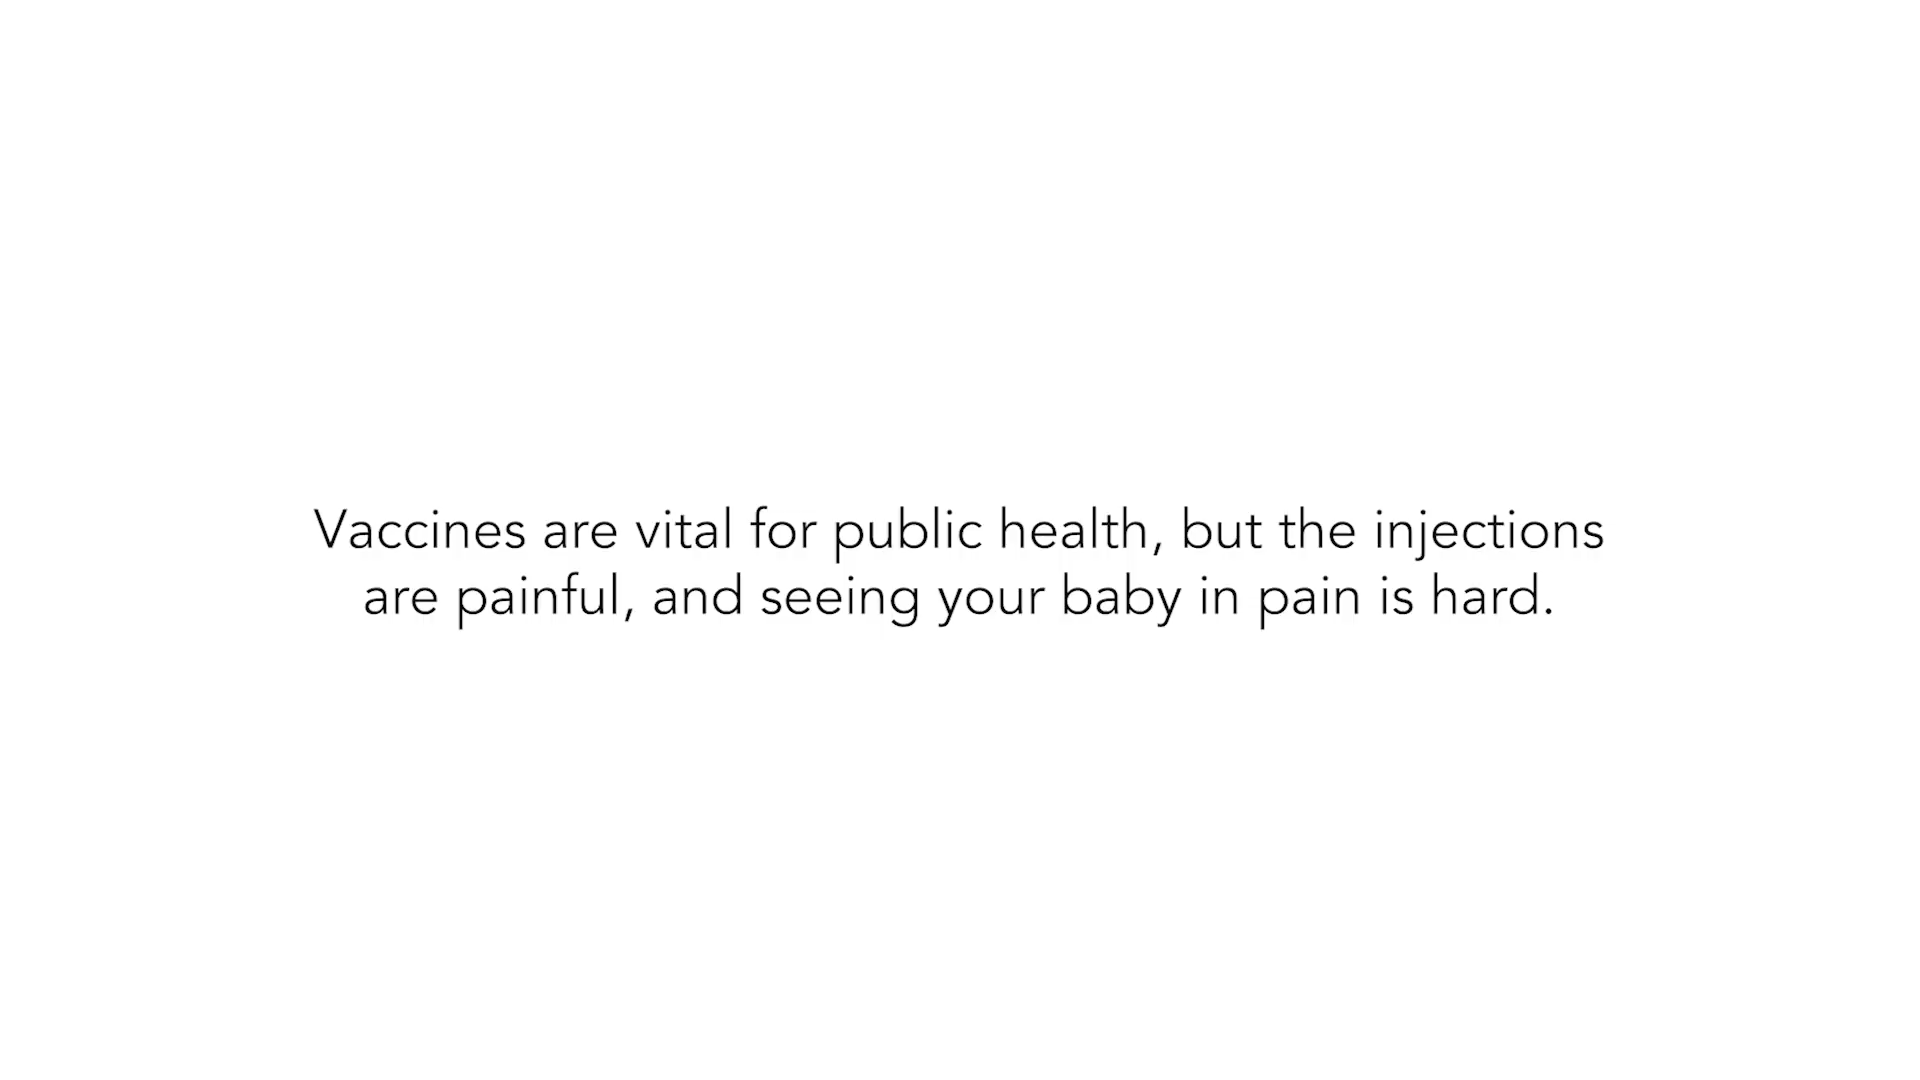 Vaccines are vital for public health, but the injections
are painful, and seeing your baby in pain is hard.